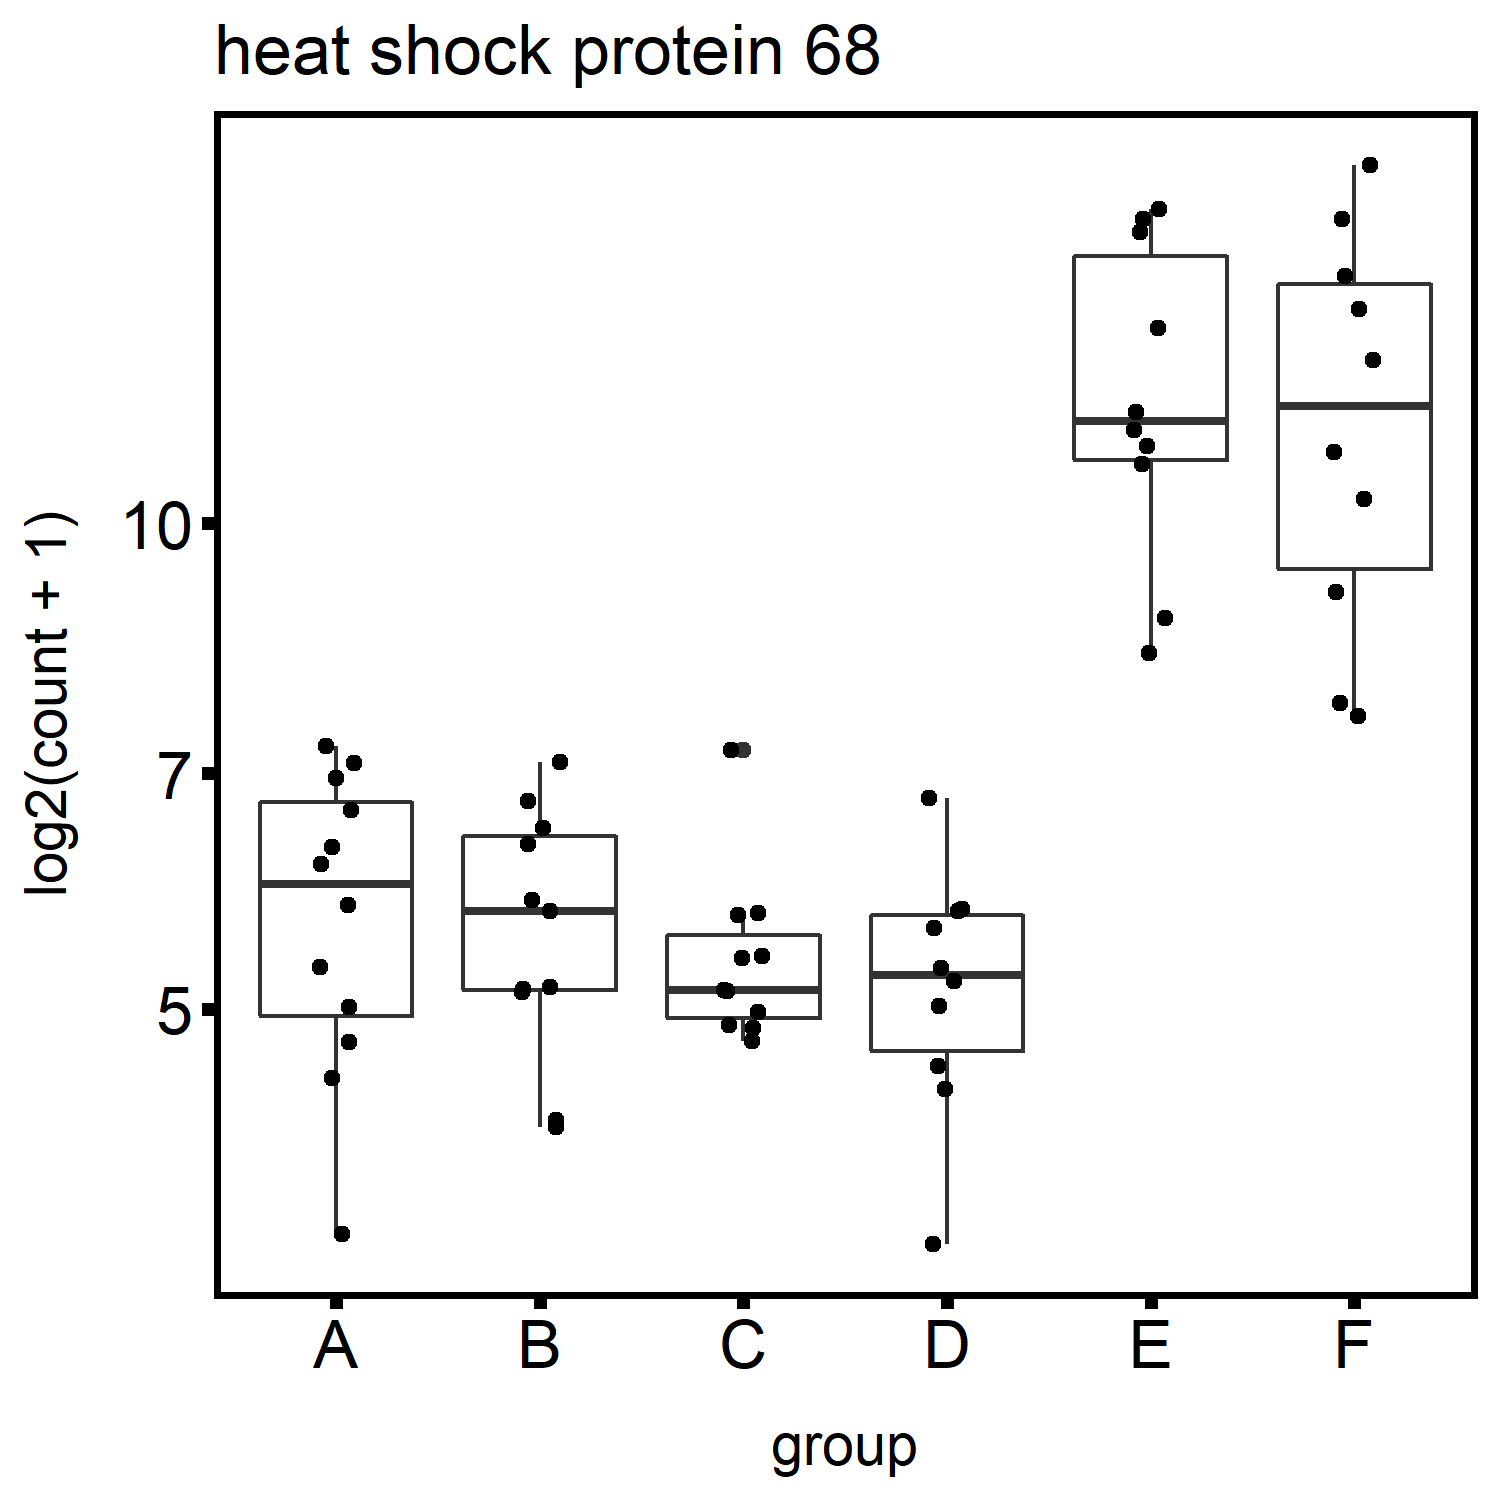 heat shock protein 68
log2(count + 1)
10
7
5
A B C D E F
group